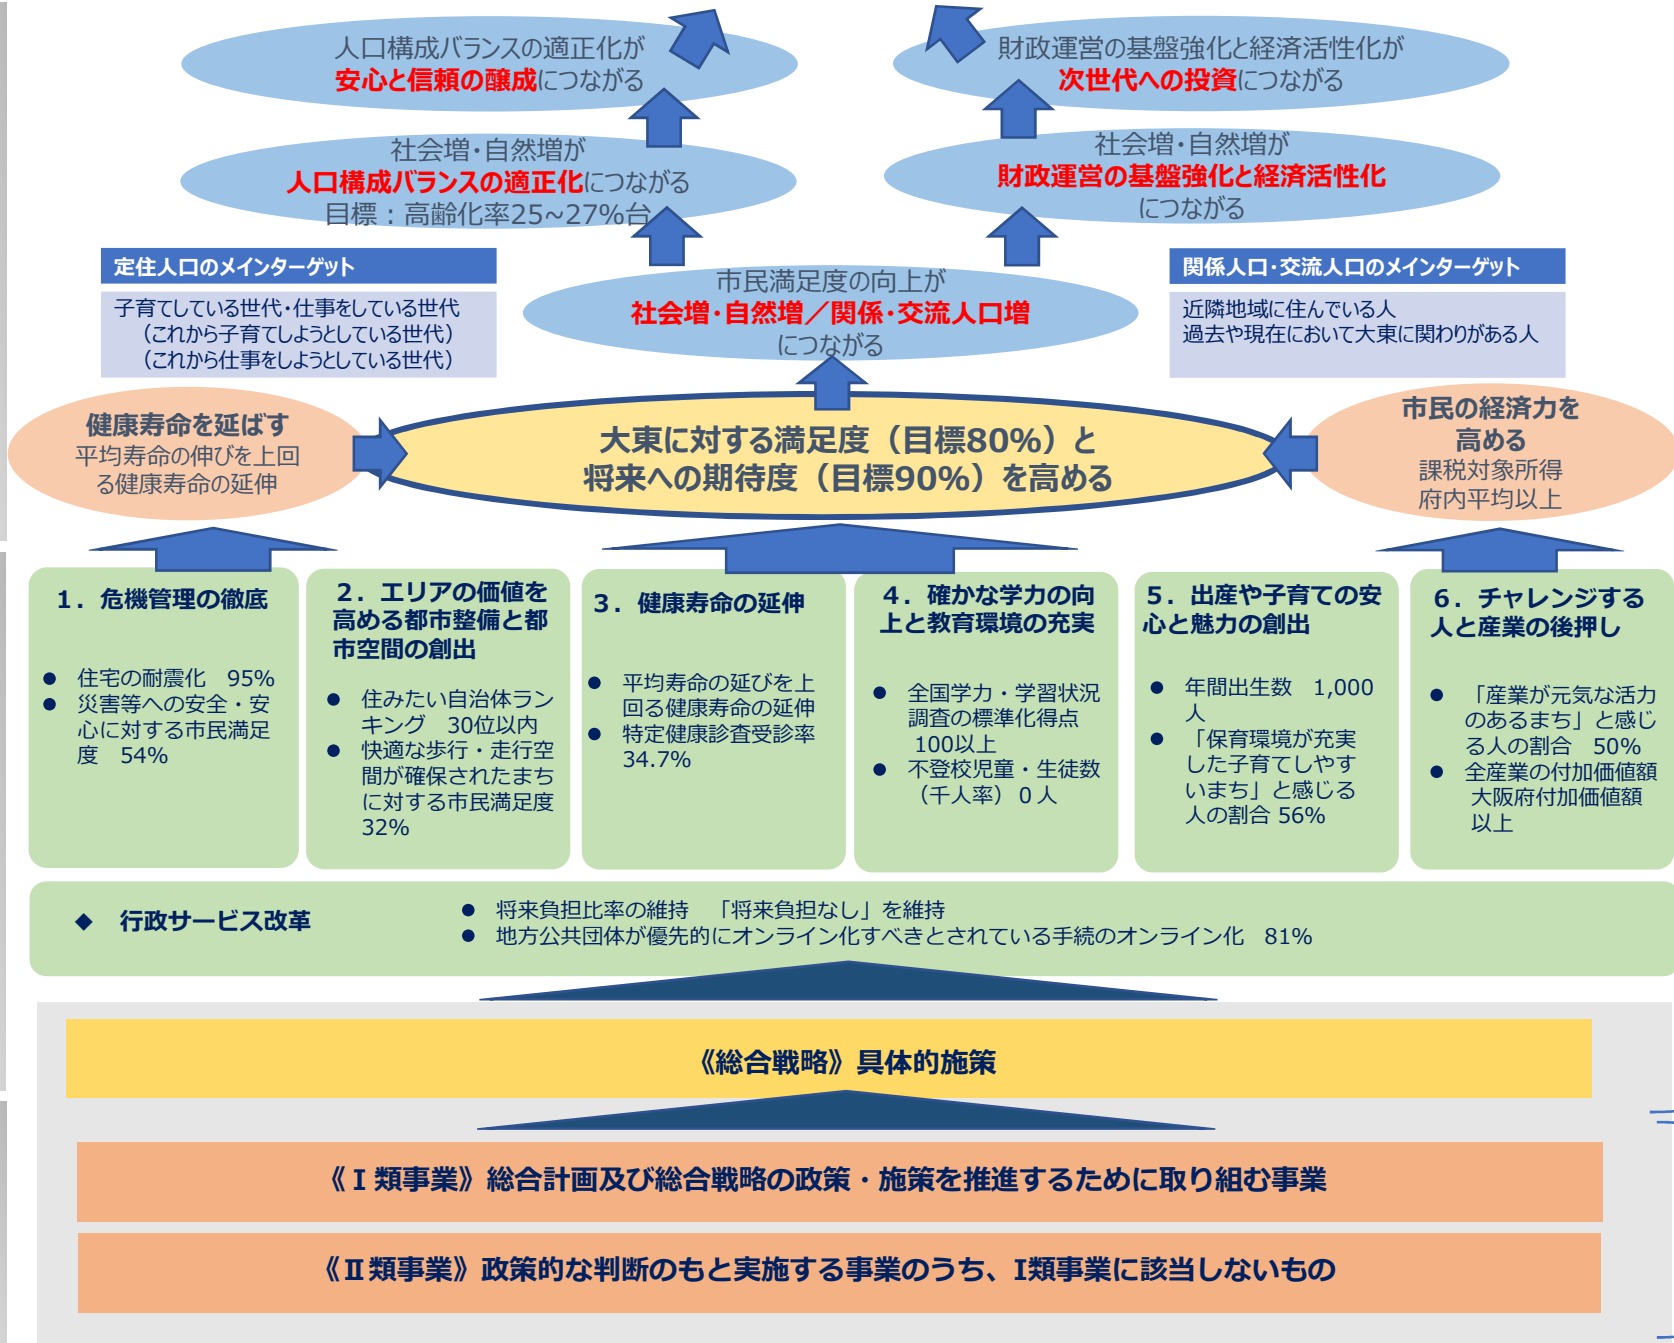 人口構成バランスの適正化が
安心と信頼の醸成につながる
財政運営の基盤強化と経済活性化が
次世代への投資につながる
社会増・自然増が
人口構成バランスの適正化につながる
目標：高齢化率25~27%台
社会増・自然増が
財政運営の基盤強化と経済活性化
につながる
定住人口のメインターゲット
子育てしている世代・仕事をしている世代
（これから子育てしようとしている世代）
（これから仕事をしようとしている世代）
市民満足度の向上が
社会増・自然増／関係・交流人口増
につながる
関係人口・交流人口のメインターゲット
近隣地域に住んでいる人
過去や現在において大東に関わりがある人
健康寿命を延ばす
平均寿命の伸びを上回
る健康寿命の延伸
大東に対する満足度（目標80%）と
将来への期待度（目標90%）を高める
市民の経済力を
高める
課税対象所得
府内平均以上
1．危機管理の徹底
● 住宅の耐震化　95%
● 災害等への安全・安
心に対する市民満足
度　54%
2．エリアの価値を
高める都市整備と都
市空間の創出
● 住みたい自治体ラン
キング　30位以内
● 快適な歩行・走行空
間が確保されたまち
に対する市民満足度
32%
3．健康寿命の延伸
● 平均寿命の延びを上
回る健康寿命の延伸
● 特定健康診査受診率
34.7%
4．確かな学力の向
上と教育環境の充実
● 全国学力・学習状況
調査の標準化得点
100以上
● 不登校児童・生徒数
（千人率）０人
5．出産や子育ての安
心と魅力の創出
● 年間出生数　1,000
人
● 「保育環境が充実
した子育てしやす
いまち」と感じる
人の割合 56%
6．チャレンジする
人と産業の後押し
● 「産業が元気な活力
のあるまち」と感じ
る人の割合　50%
● 全産業の付加価値額
大阪府付加価値額
以上
◆ 行政サービス改革
● 将来負担比率の維持　「将来負担なし」を維持
● 地方公共団体が優先的にオンライン化すべきとされている手続のオンライン化　81%
《総合戦略》具体的施策
《Ⅰ類事業》総合計画及び総合戦略の政策・施策を推進するために取り組む事業
《Ⅱ類事業》政策的な判断のもと実施する事業のうち、Ⅰ類事業に該当しないもの